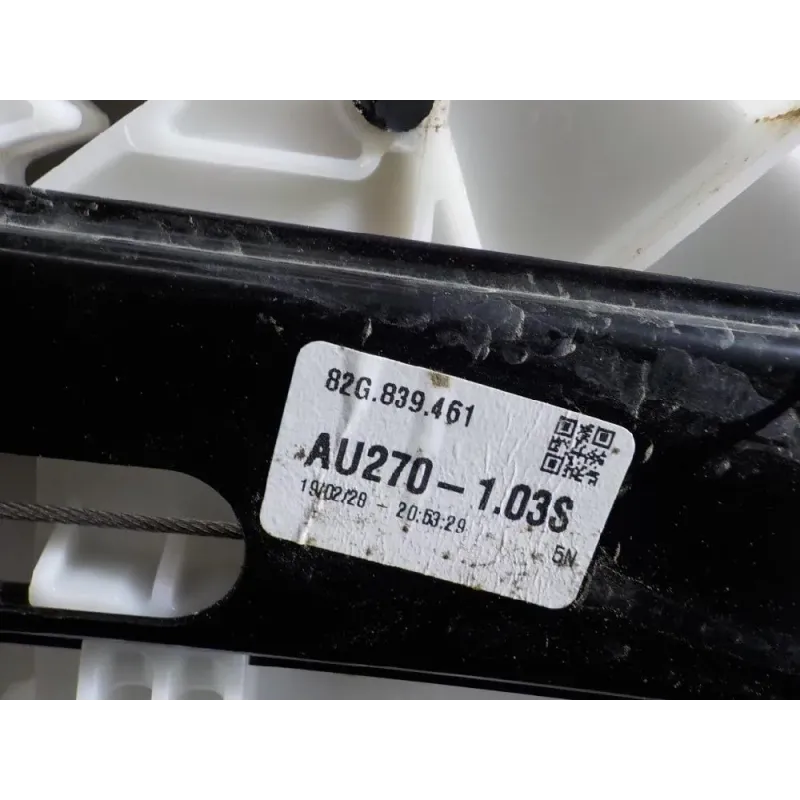 82G.839.461
AU270-1.03S
19/02/28 - 20:53:29
5N